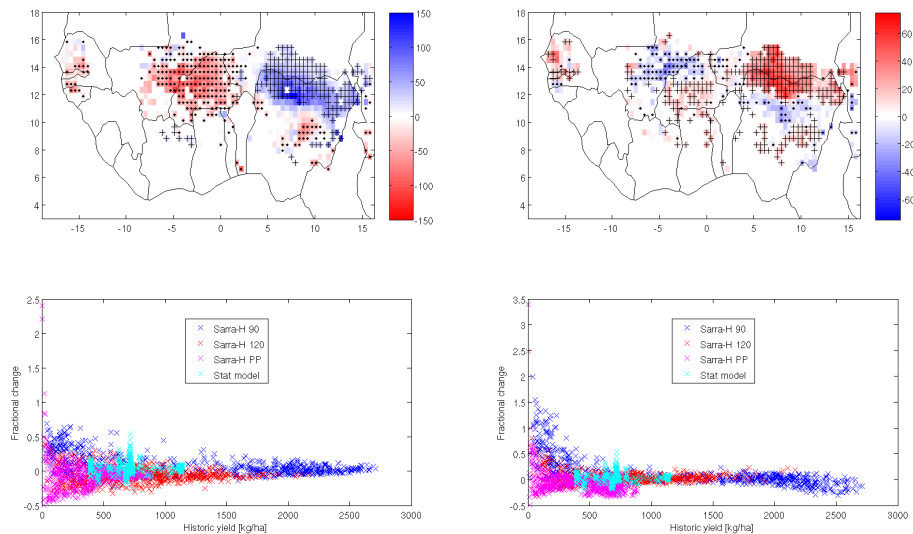 18
16
14
12
10
8
6
4
-15 -10 -5 0 5 10 15
150
100
50
0
-50
-100
-150
18
16
14
12
10
8
6
4
-15 -10 -5 0 5 10 15
60
40
20
0
-20
-40
-60
2.5
2
1.5
1
0.5
0
-0.5
Fractional change
Sarra-H 90
Sarra-H 120
Sarra-H PP
Stat model
0 500 1000 1500 2000 2500 3000
Historic yield [kg/ha]
3.5
3
2.5
2
1.5
1
0.5
0
-0.5
Fractional change
Sarra-H 90
Sarra-H 120
Sarra-H PP
Stat model
0 500 1000 1500 2000 2500 3000
Historic yield [kg/ha]